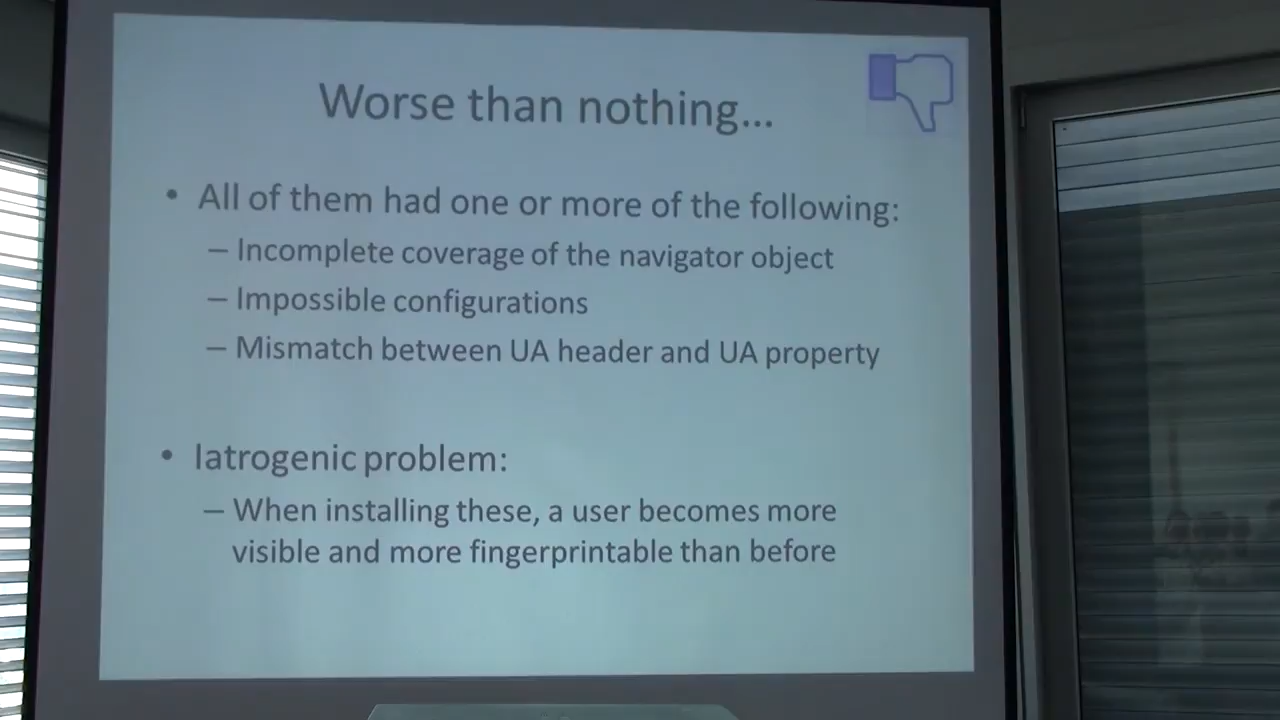 Worse than nothing...
• All of them had one or more of the following:
– Incomplete coverage of the navigator object
– Impossible configurations
– Mismatch between UA header and UA property
• Iatrogenic problem:
– When installing these, a user becomes more
visible and more fingerprintable than before